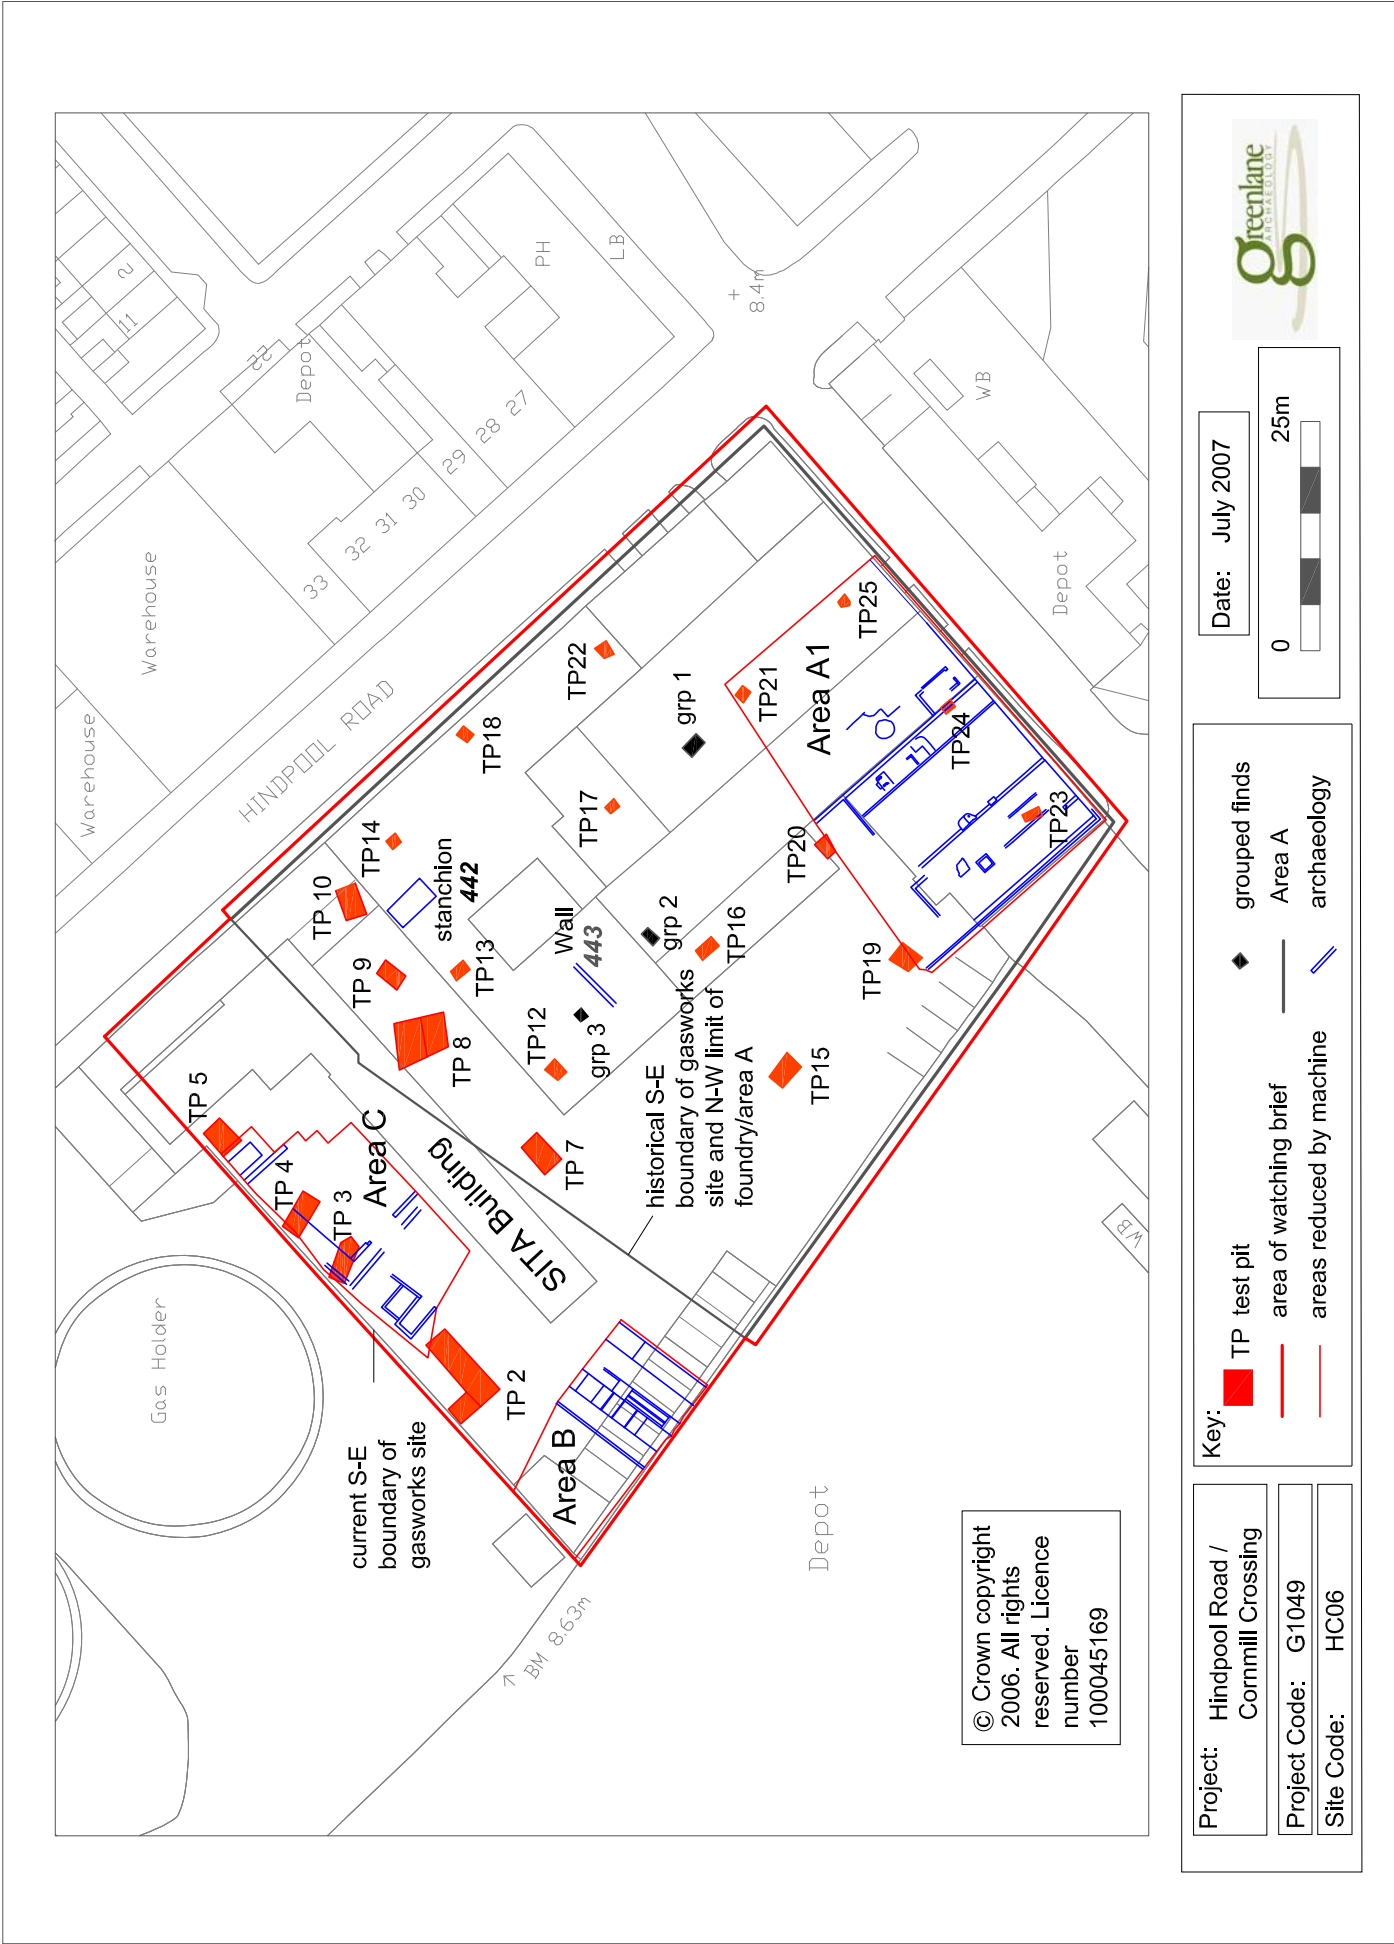 Warehouse
Warehouse
HINDPOOL ROAD
33
32 31 30
29
28 27
22
Depot
11
2
PH
LB
8.4m
WB
Depot
Gas Holder
current S-E
boundary of
gasworks site
TP 5
TP 4
TP 3
Area C
SITA Building
TP 2
Area B
TP 10
TP14
TP 9
TP 8
TP 7
stanchion
442
TP13
TP12
Wall
443
grp 3
grp 2
TP16
TP17
TP18
TP22
grp 1
TP21
TP25
Area A1
TP24
TP23
TP20
TP19
TP15
historical S-E
boundary of gasworks
site and N-W limit of
foundry/area A
WB
Depot
BM 8.63m
© Crown copyright
2006. All rights
reserved. Licence
number
100045169
Project: Hindpool Road /
Cornmill Crossing
Project Code: G1049
Site Code: HC06
Key:
TP test pit
area of watching brief
areas reduced by machine
grouped finds
Area A
archaeology
Date: July 2007
0 25m
greenlane
ARCHAEOLOGY